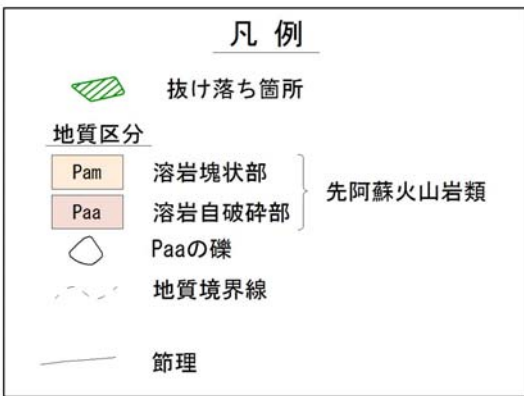 凡 例
抜け落ち箇所
地質区分
Pam 溶岩塊状部
先阿蘇火山岩類
Paa 溶岩自破砕部
Paaの礫
地質境界線
節理